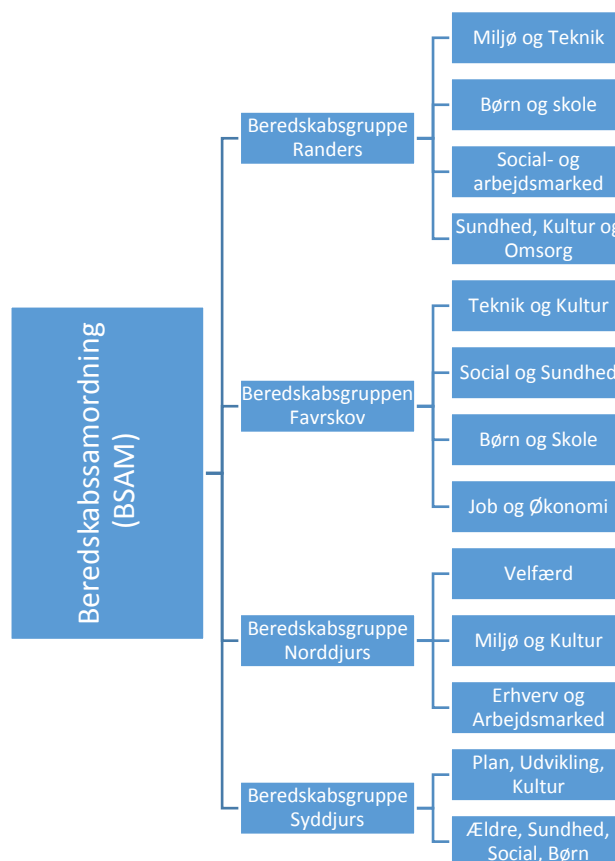 Beredskabssamordning
(BSAM)
Beredskabsgruppe
Randers
Miljø og Teknik
Børn og skole
Social- og
arbejdsmarked
Sundhed, Kultur og
Omsorg
Beredskabsgruppen
Favrskov
Teknik og Kultur
Social og Sundhed
Børn og Skole
Job og Økonomi
Beredskabsgruppe
Norddjurs
Velfærd
Miljø og Kultur
Erhverv og
Arbejdsmarked
Beredskabsgruppe
Syddjurs
Plan, Udvikling,
Kultur
Ældre, Sundhed,
Social, Børn